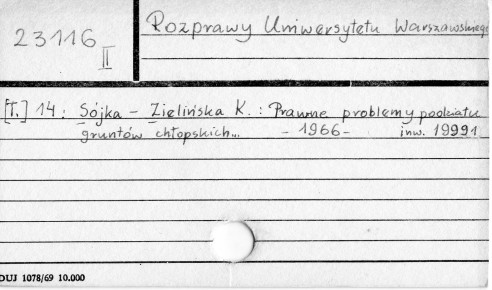 23116
II
Rozprawy Uniwersytetu Warszawskiego
[T.] 14: Sójka - Zielińska K.: Prawne problemy podziału
gruntów chłopskich... - 1966 - inw. 19991
DUJ 1078/69 10.000